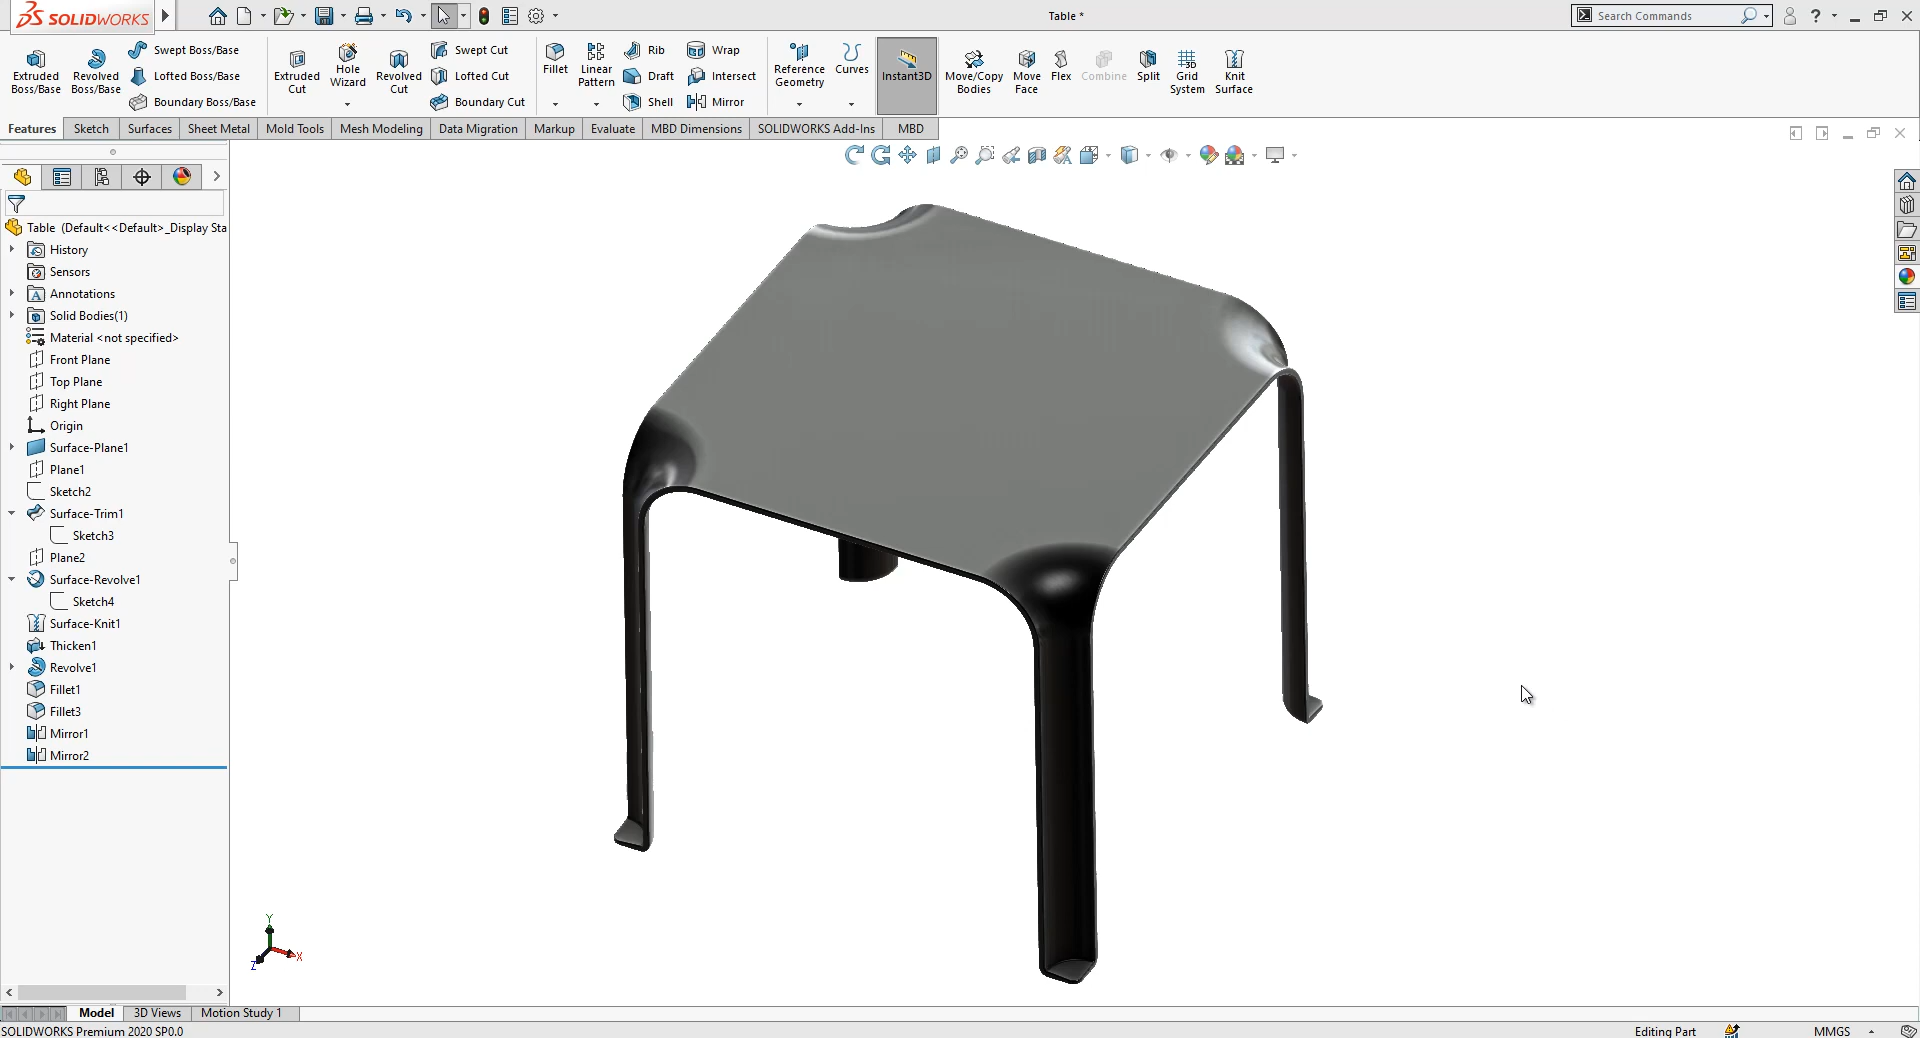 SOLIDWORKS
Table *
Search Commands
Extruded Boss/Base
Revolved Boss/Base
Swept Boss/Base
Lofted Boss/Base
Boundary Boss/Base
Extruded Cut
Hole Wizard
Revolved Cut
Swept Cut
Lofted Cut
Boundary Cut
Fillet
Linear Pattern
Rib
Draft
Shell
Wrap
Intersect
Mirror
Reference Geometry
Curves
Instant3D
Move/Copy Bodies
Move Face
Flex
Combine
Split
Grid System
Knit Surface
Features
Sketch
Surfaces
Sheet Metal
Mold Tools
Mesh Modeling
Data Migration
Markup
Evaluate
MBD Dimensions
SOLIDWORKS Add-Ins
MBD
Table (Default<<Default>_Display Sta
History
Sensors
Annotations
Solid Bodies(1)
Material <not specified>
Front Plane
Top Plane
Right Plane
Origin
Surface-Plane1
Plane1
Sketch2
Surface-Trim1
Sketch3
Plane2
Surface-Revolve1
Sketch4
Surface-Knit1
Thicken1
Revolve1
Fillet1
Fillet3
Mirror1
Mirror2
Y
X
Z
Model
3D Views
Motion Study 1
SOLIDWORKS Premium 2020 SP0.0
Editing Part
MMGS